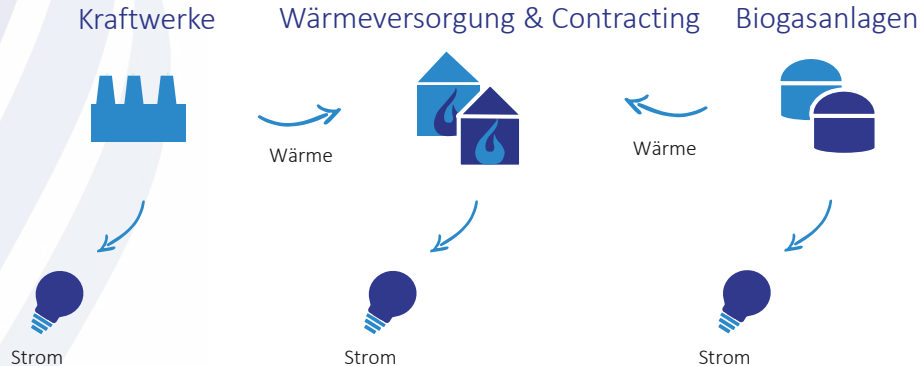 Kraftwerke
Wärmeversorgung & Contracting
Biogasanlagen
Wärme
Wärme
Strom
Strom
Strom